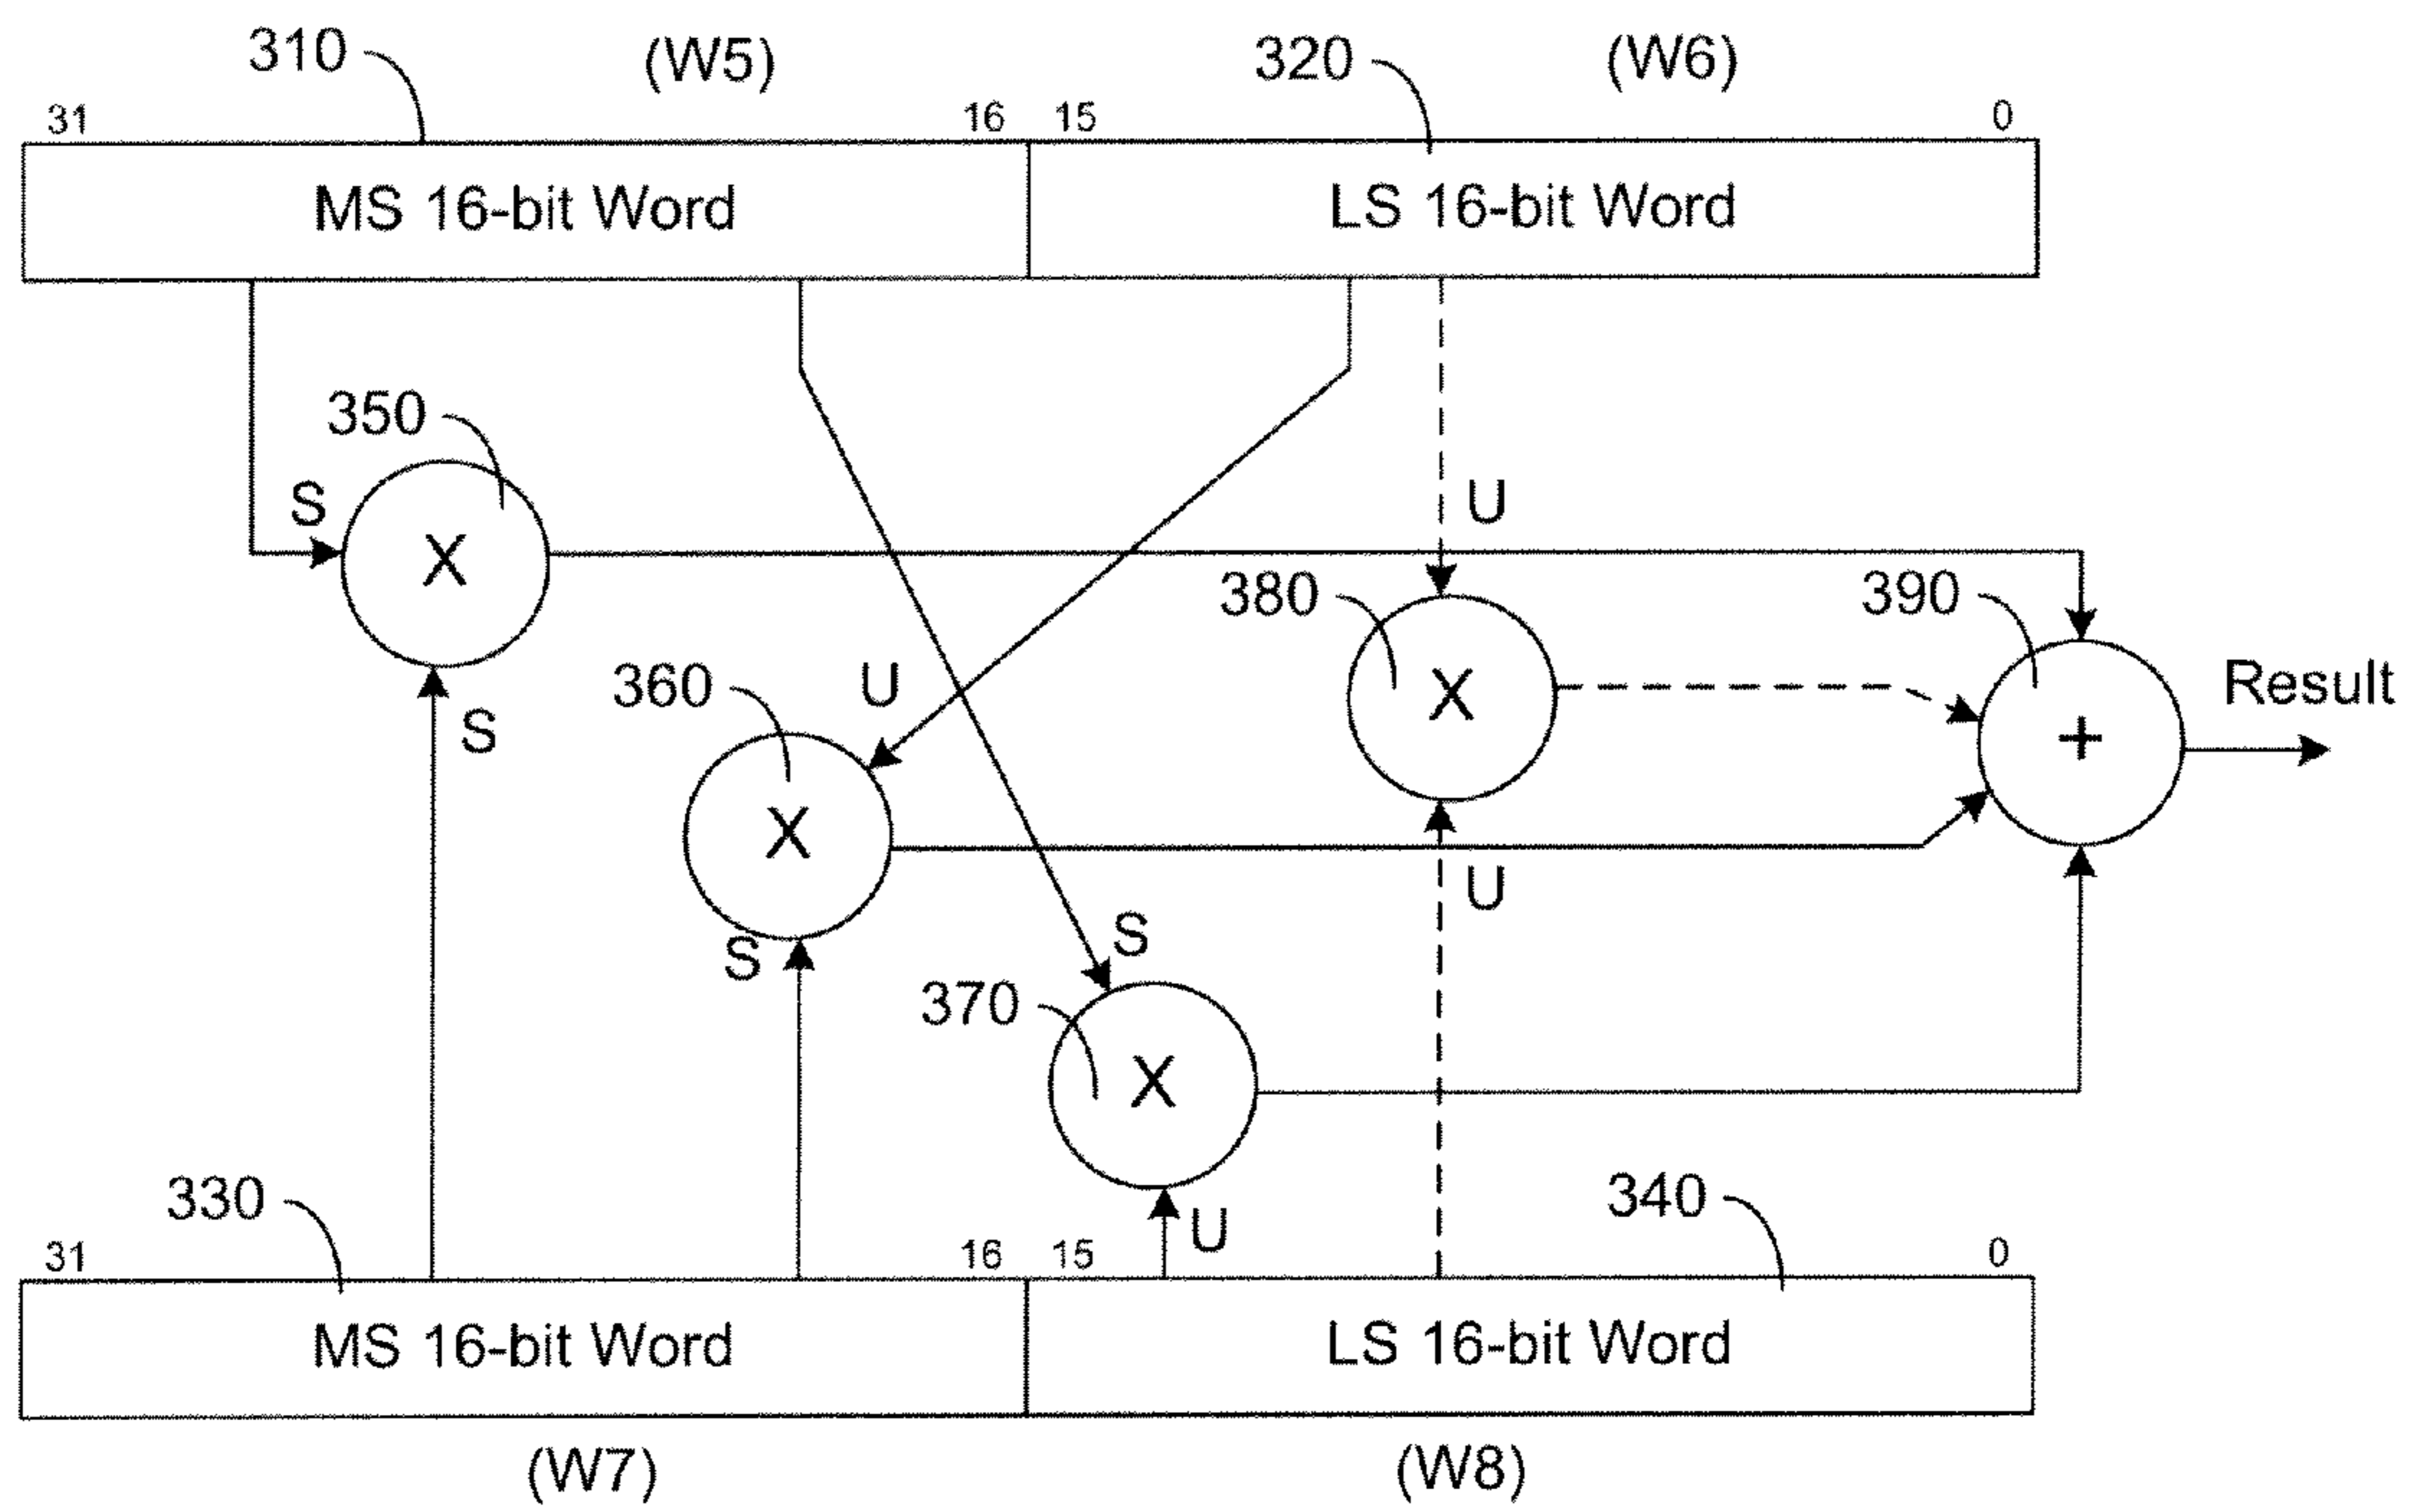 310 (W5) 320 (W6)
31 16 15 0
MS 16-bit Word LS 16-bit Word
350
S X U
380 390
S 360 U X + Result
X U
S S
370 X
330 U 340
31 16 15 0
MS 16-bit Word LS 16-bit Word
(W7) (W8)